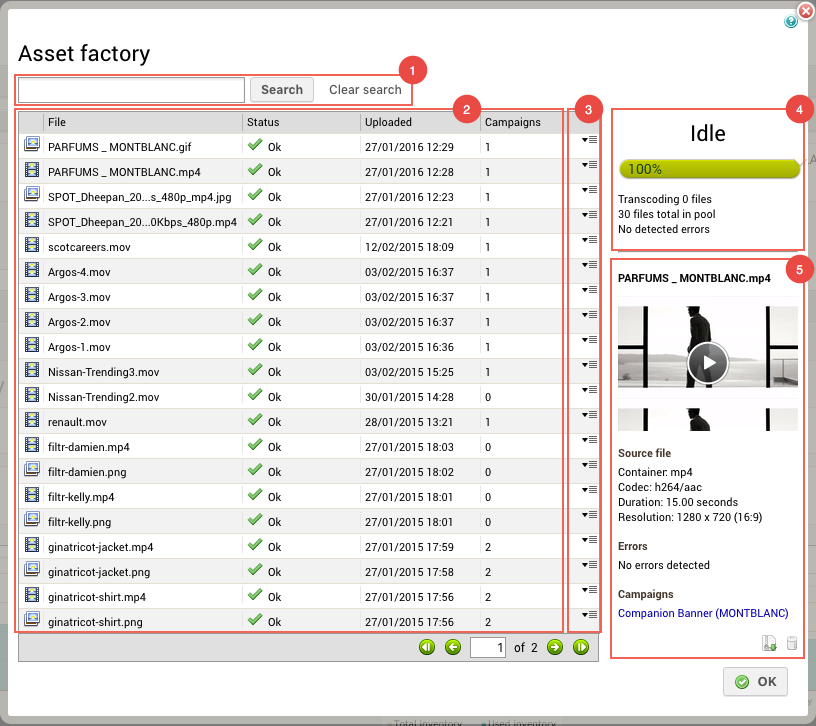 Asset factory
1
Search Clear search
2 3 4
File Status Uploaded Campaigns
PARFUMS _ MONTBLANC.gif Ok 27/01/2016 12:29 1
PARFUMS _ MONTBLANC.mp4 Ok 27/01/2016 12:28 1
SPOT_Dheepan_20...s_480p_mp4.jpg Ok 27/01/2016 12:23 1
SPOT_Dheepan_20...0Kbps_480p.mp4 Ok 27/01/2016 12:21 1
scotcareers.mov Ok 12/02/2015 18:09 1
Argos-4.mov Ok 03/02/2015 16:37 1
Argos-3.mov Ok 03/02/2015 16:37 1
Argos-2.mov Ok 03/02/2015 16:37 1
Argos-1.mov Ok 03/02/2015 16:36 1
Nissan-Trending3.mov Ok 03/02/2015 15:25 1
Nissan-Trending2.mov Ok 30/01/2015 14:28 0
renault.mov Ok 28/01/2015 13:21 1
filtr-damien.mp4 Ok 27/01/2015 18:03 0
filtr-damien.png Ok 27/01/2015 18:02 0
filtr-kelly.mp4 Ok 27/01/2015 18:01 0
filtr-kelly.png Ok 27/01/2015 18:01 0
ginatricot-jacket.mp4 Ok 27/01/2015 17:59 2
ginatricot-jacket.png Ok 27/01/2015 17:58 2
ginatricot-shirt.mp4 Ok 27/01/2015 17:56 2
ginatricot-shirt.png Ok 27/01/2015 17:56 2
1 of 2
Idle
100%
Transcoding 0 files
30 files total in pool
No detected errors
5
PARFUMS _ MONTBLANC.mp4
Source file
Container: mp4
Codec: h264/aac
Duration: 15.00 seconds
Resolution: 1280 x 720 (16:9)
Errors
No errors detected
Campaigns
Companion Banner (MONTBLANC)
OK
Total inventory Used inventory